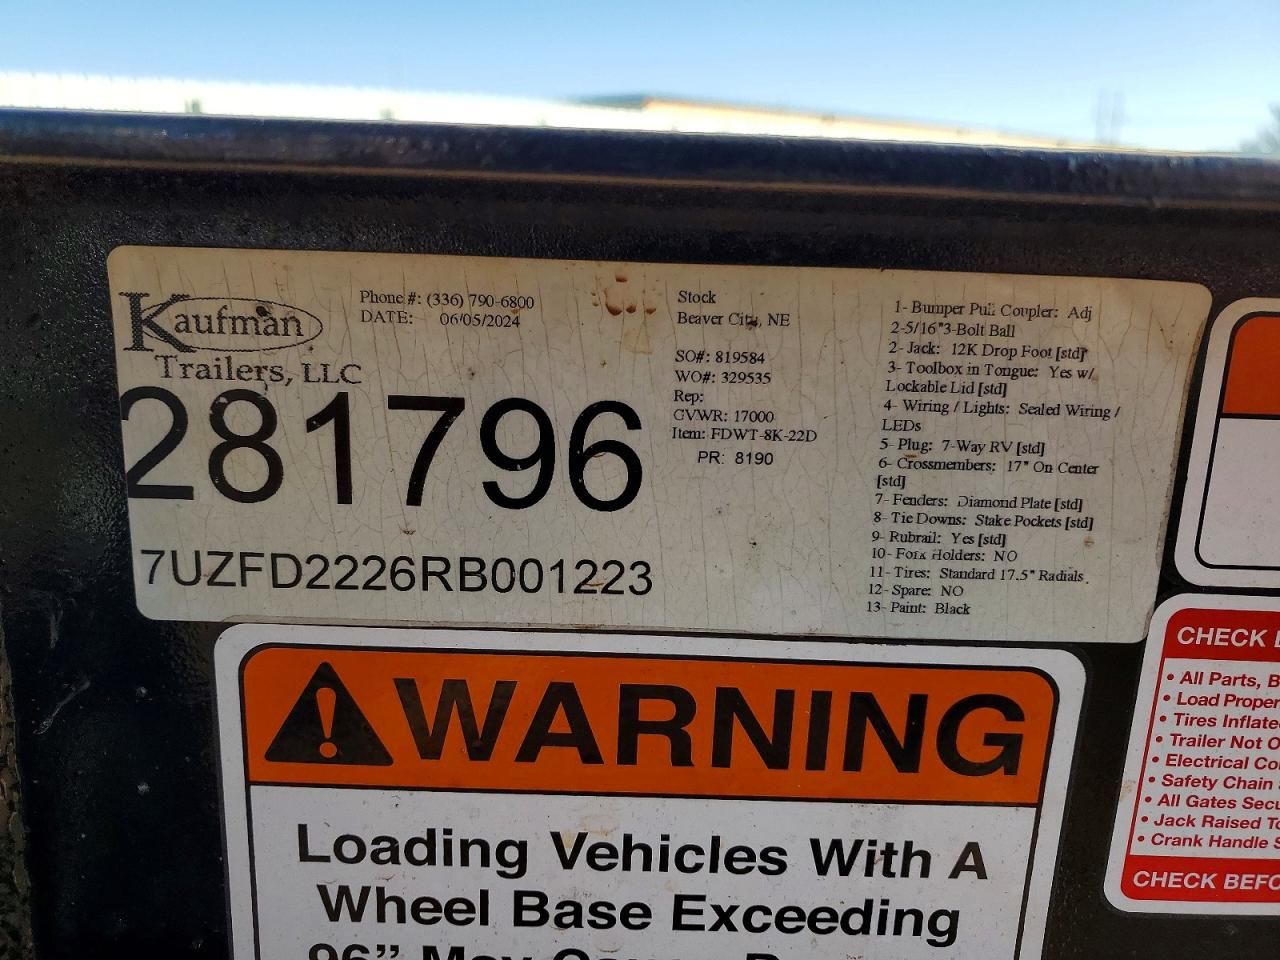 Kaufman
Trailers, LLC
Phone #: (336) 790-6800
DATE: 06/05/2024
281796
7UZFD2226RB001223
Stock
Beaver City, NE
SO#: 819584
WO#: 329535
Rep:
GVWR: 17000
Item: FDWT-8K-22D
PR: 8190
1- Bumper Pull Coupler: Adj
2-5/16"3-Bolt Ball
2- Jack: 12K Drop Foot [std]
3- Toolbox in Tongue: Yes w/
Lockable Lid [std]
4- Wiring / Lights: Sealed Wiring /
LEDs
5- Plug: 7-Way RV [std]
6- Crossmembers: 17" On Center
[std]
7- Fenders: Diamond Plate [std]
8- Tie Downs: Stake Pockets [std]
9- Rubrail: Yes [std]
10- Fork Holders: NO
11- Tires: Standard 17.5" Radials
12- Spare: NO
13- Paint: Black
WARNING
Loading Vehicles With A
Wheel Base Exceeding
96" May
CHECK
• All Parts, B
• Load Proper
• Tires Inflate
• Trailer Not O
• Electrical Co
• Safety Chain
• All Gates Secu
• Jack Raised To
• Crank Handle S
CHECK BEFO